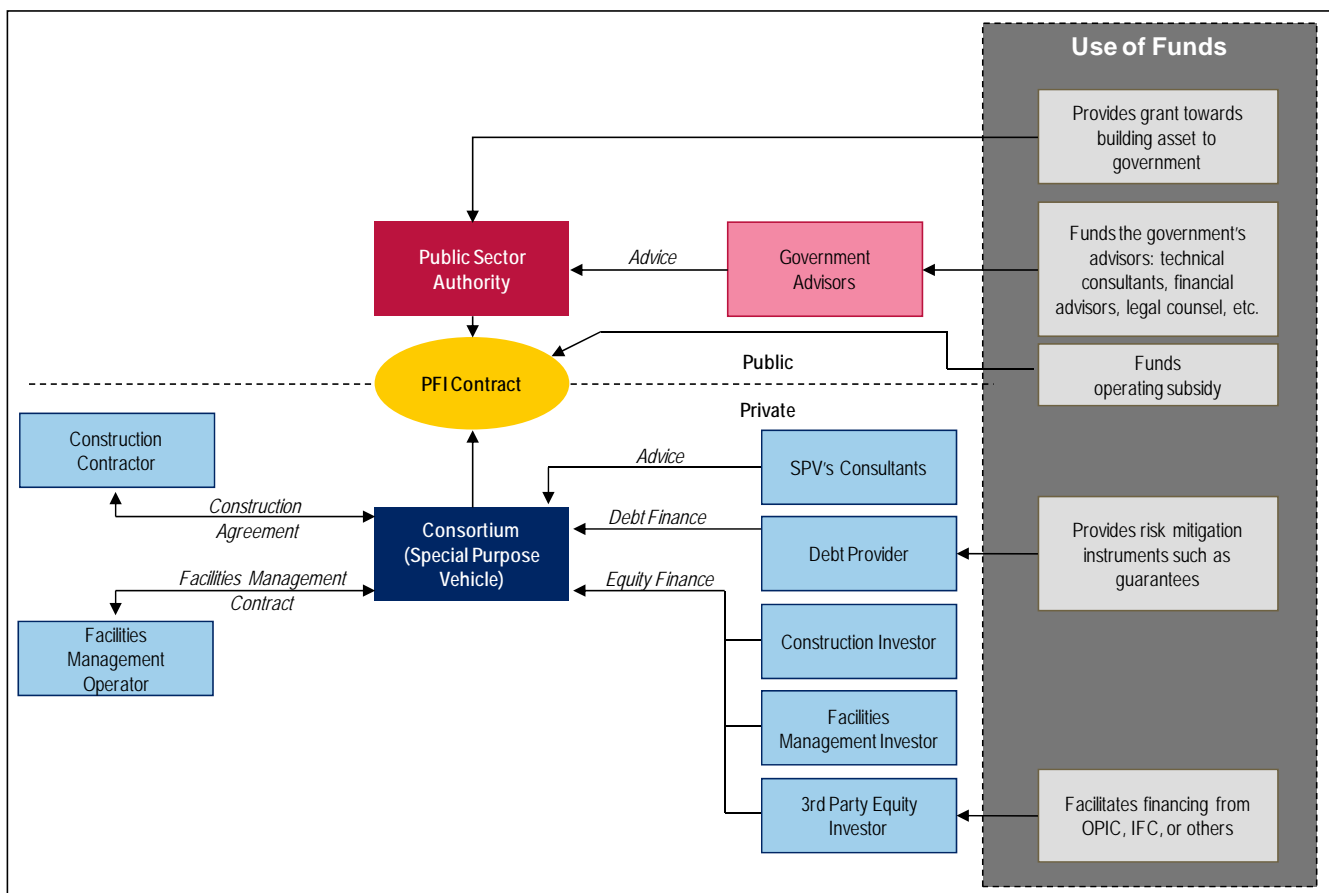 Use of Funds
Provides grant towards
building asset to
government
Public Sector
Authority
Advice
Government
Advisors
Funds the government's
advisors: technical
consultants, financial
advisors, legal counsel, etc.
PFI Contract
Public
Funds
operating subsidy
Private
Construction
Contractor
Advice
SPV's Consultants
Construction
Agreement
Consortium
(Special Purpose
Vehicle)
Debt Finance
Debt Provider
Provides risk mitigation
instruments such as
guarantees
Facilities Management
Contract
Equity Finance
Facilities
Management
Operator
Construction Investor
Facilities
Management Investor
3rd Party Equity
Investor
Facilitates financing from
OPIC, IFC, or others